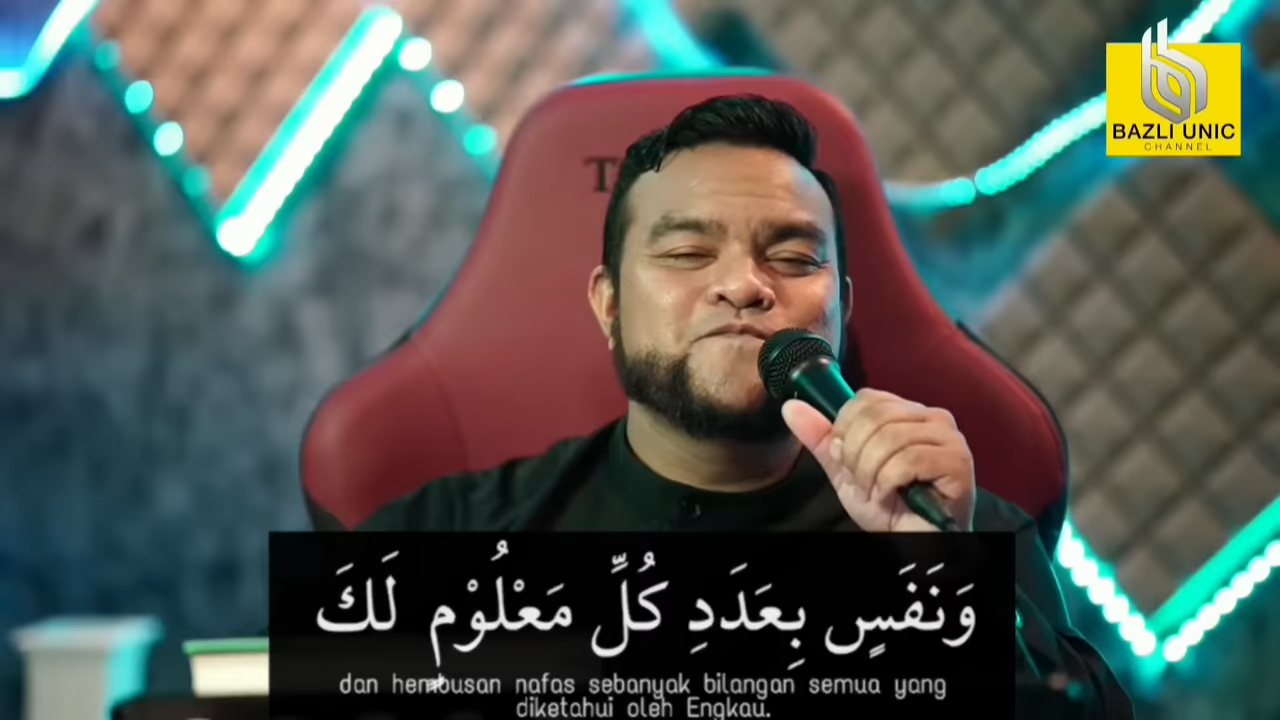 BAZLI UNIC
CHANNEL
وَنَفَسٍ بِعَدَدِ كُلِّ مَعْلُوْمٍ لَكَ
dan hembusan nafas sebanyak bilangan semua yang
diketahui oleh Engkau.